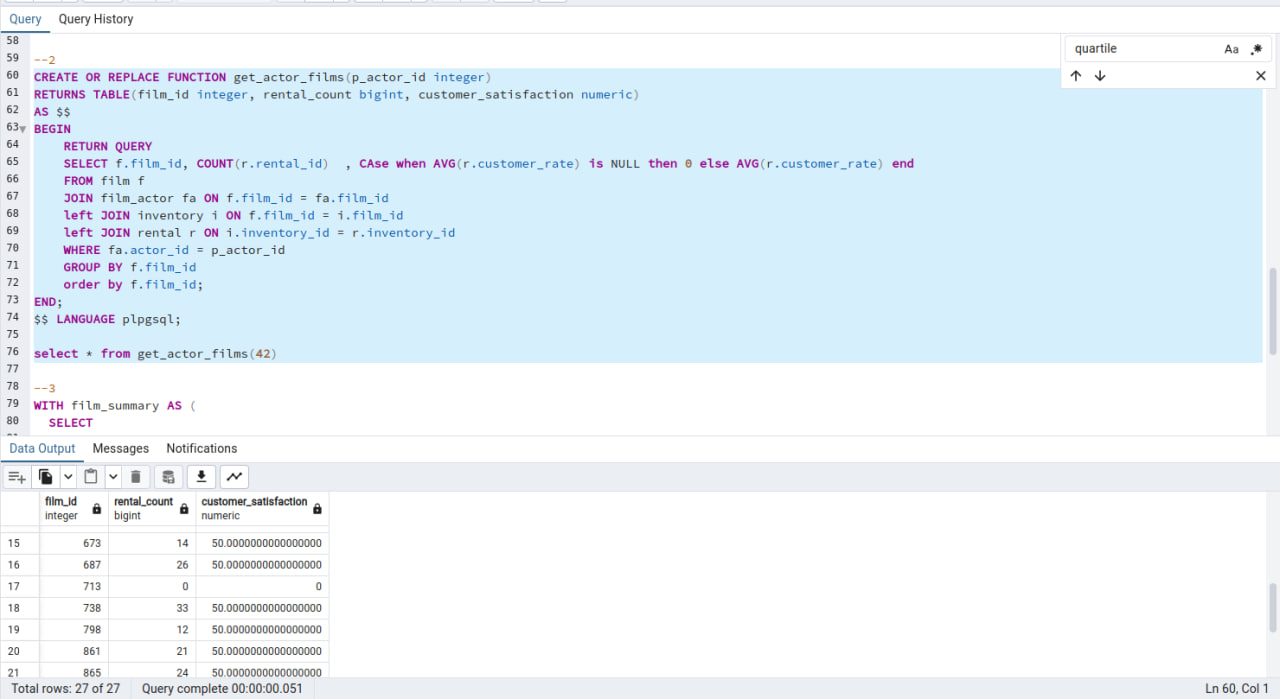 Query Query History
58
quartile Aa .*
59 --2
60 CREATE OR REPLACE FUNCTION get_actor_films(p_actor_id integer)
61 RETURNS TABLE(film_id integer, rental_count bigint, customer_satisfaction numeric)
62 AS $$
63 BEGIN
64 RETURN QUERY
65 SELECT f.film_id, COUNT(r.rental_id)  , CAse when AVG(r.customer_rate) is NULL then 0 else AVG(r.customer_rate) end
66 FROM film f
67 JOIN film_actor fa ON f.film_id = fa.film_id
68 left JOIN inventory i ON f.film_id = i.film_id
69 left JOIN rental r ON i.inventory_id = r.inventory_id
70 WHERE fa.actor_id = p_actor_id
71 GROUP BY f.film_id
72 order by f.film_id;
73 END;
74 $$ LANGUAGE plpgsql;
75
76 select * from get_actor_films(42)
77
78 --3
79 WITH film_summary AS (
80 SELECT
Data Output Messages Notifications
film_id rental_count customer_satisfaction
integer bigint numeric
15 673 14 50.0000000000000000
16 687 26 50.0000000000000000
17 713 0 0
18 738 33 50.0000000000000000
19 798 12 50.0000000000000000
20 861 21 50.0000000000000000
21 865 24 50.0000000000000000
Total rows: 27 of 27 Query complete 00:00:00.051 Ln 60, Col 1